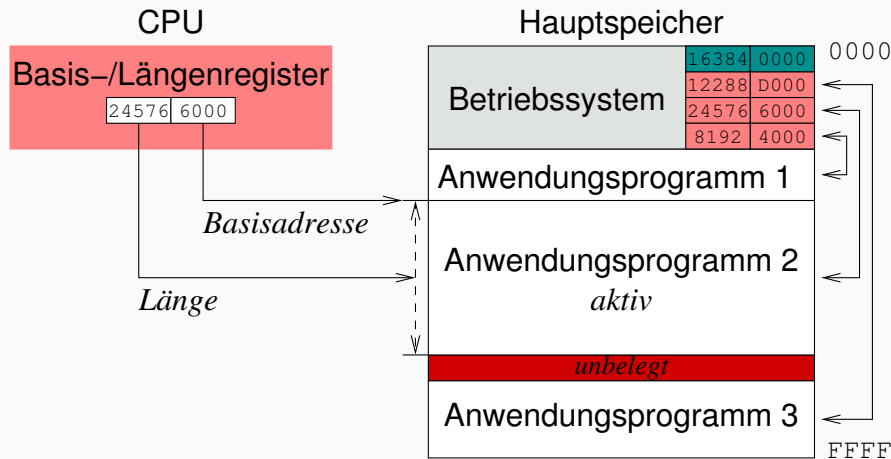 CPU
Basis–/Längenregister
24576 6000
Basisadresse
Länge
Hauptspeicher
0000
Betriebssystem
16384 0000
12288 D000
24576 6000
8192 4000
Anwendungsprogramm 1
Anwendungsprogramm 2
aktiv
unbelegt
Anwendungsprogramm 3
FFFF